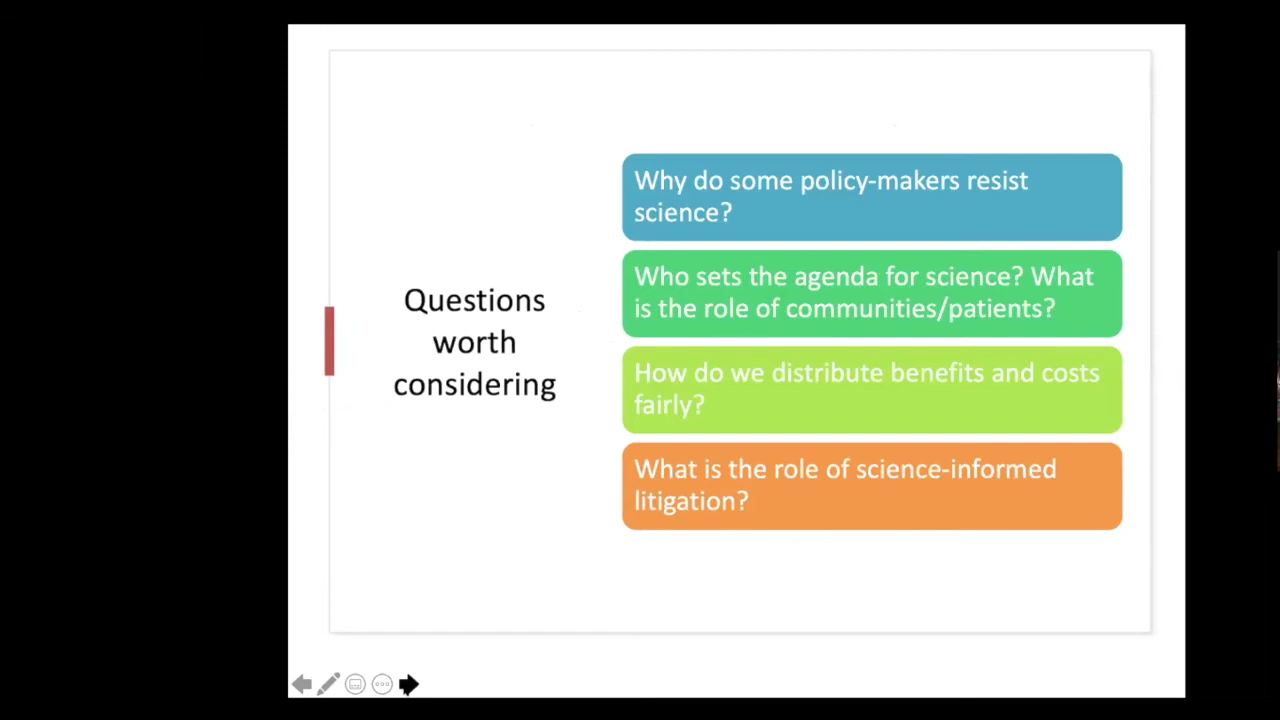 Questions
worth
considering
Why do some policy-makers resist
science?
Who sets the agenda for science? What
is the role of communities/patients?
How do we distribute benefits and costs
fairly?
What is the role of science-informed
litigation?